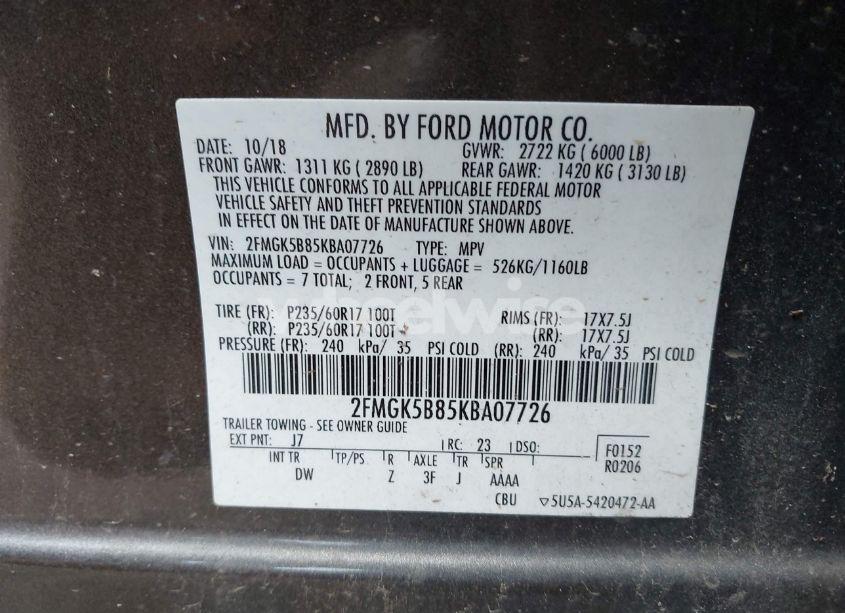 MFD. BY FORD MOTOR CO.
DATE: 10/18 GVWR: 2722 KG ( 6000 LB)
FRONT GAWR: 1311 KG ( 2890 LB) REAR GAWR: 1420 KG ( 3130 LB)
THIS VEHICLE CONFORMS TO ALL APPLICABLE FEDERAL MOTOR
VEHICLE SAFETY AND THEFT PREVENTION STANDARDS
IN EFFECT ON THE DATE OF MANUFACTURE SHOWN ABOVE.
VIN: 2FMGK5B85KBA07726 TYPE: MPV
MAXIMUM LOAD = OCCUPANTS + LUGGAGE = 526KG/1160LB
OCCUPANTS = 7 TOTAL; 2 FRONT, 5 REAR
wheelwise
TIRE (FR): P235/60R17 100T RIMS (FR): 17X7.5J
(RR): P235/60R17 100T (RR): 17X7.5J
PRESSURE (FR): 240 kPa/ 35 PSI COLD (RR): 240 kPa/ 35 PSI COLD
2FMGK5B85KBA07726
TRAILER TOWING - SEE OWNER GUIDE
EXT PNT: J7 RC: 23 DSO: F0152
INT TR TP/PS R AXLE TR SPR R0206
DW Z 3F J AAAA
CBU ▽5U5A-5420472-AA